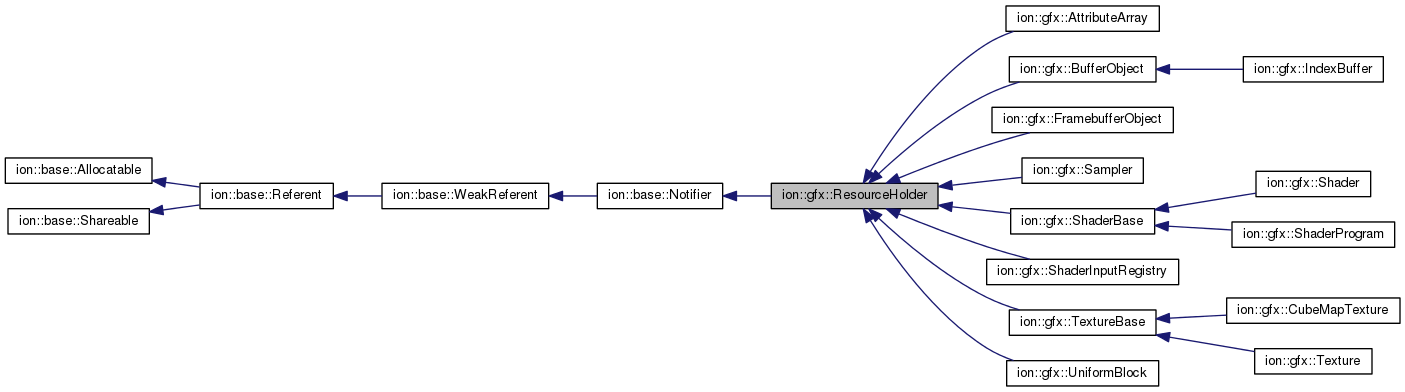 ion::gfx::AttributeArray
ion::gfx::BufferObject
ion::gfx::IndexBuffer
ion::gfx::FramebufferObject
ion::base::Allocatable
ion::gfx::Sampler
ion::gfx::Shader
ion::base::Referent
ion::base::WeakReferent
ion::base::Notifier
ion::gfx::ResourceHolder
ion::base::Shareable
ion::gfx::ShaderBase
ion::gfx::ShaderProgram
ion::gfx::ShaderInputRegistry
ion::gfx::CubeMapTexture
ion::gfx::TextureBase
ion::gfx::Texture
ion::gfx::UniformBlock